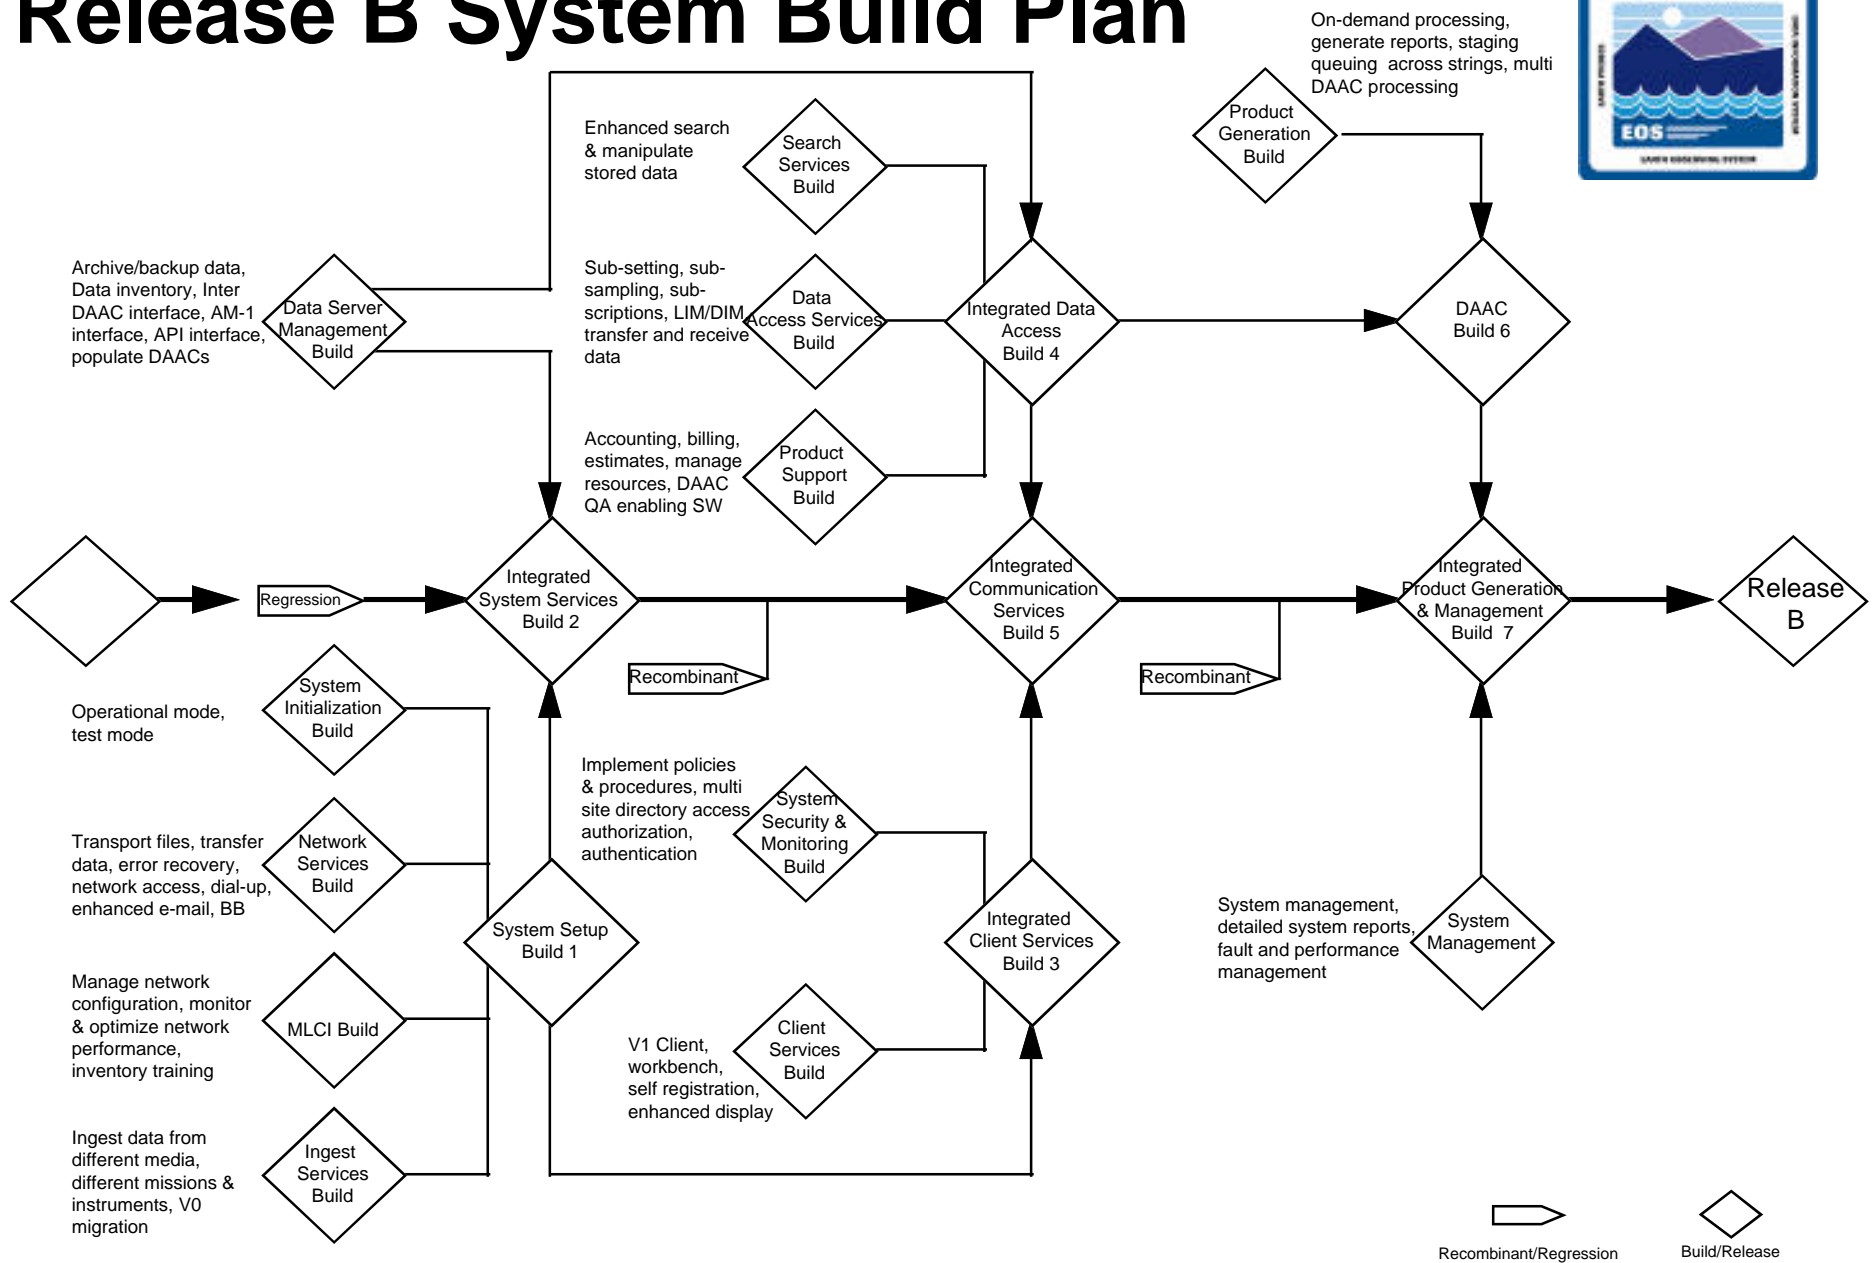 Release B System Build Plan
On-demand processing,
generate reports, staging
queuing across strings, multi
DAAC processing
Product
Generation
Build
EOS
EARTH OBSERVING SYSTEM
Enhanced search
& manipulate
stored data
Search
Services
Build
Archive/backup data,
Data inventory, Inter
DAAC interface, AM-1
interface, API interface,
populate DAACs
Data Server
Management
Build
Sub-setting, sub-
sampling, sub-
scriptions, LIM/DIM,
transfer and receive
data
Data
Access Services
Build
Integrated Data
Access
Build 4
DAAC
Build 6
Accounting, billing,
estimates, manage
resources, DAAC
QA enabling SW
Product
Support
Build
Regression
Integrated
System Services
Build 2
Recombinant
Integrated
Communication
Services
Build 5
Recombinant
Integrated
Product Generation
& Management
Build 7
Release
B
Operational mode,
test mode
System
Initialization
Build
Transport files, transfer
data, error recovery,
network access, dial-up,
enhanced e-mail, BB
Network
Services
Build
Manage network
configuration, monitor
& optimize network
performance,
inventory training
MLCI Build
Ingest data from
different media,
different missions &
instruments, V0
migration
Ingest
Services
Build
System Setup
Build 1
Implement policies
& procedures, multi
site directory access
authorization,
authentication
System
Security &
Monitoring
Build
V1 Client,
workbench,
self registration,
enhanced display
Client
Services
Build
Integrated
Client Services
Build 3
System management,
detailed system reports,
fault and performance
management
System
Management
Recombinant/Regression
Build/Release